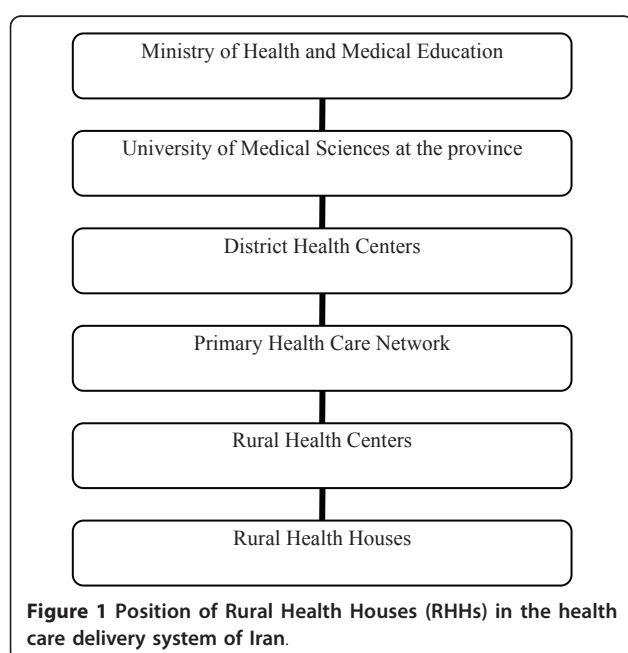 Ministry of Health and Medical Education
University of Medical Sciences at the province
District Health Centers
Primary Health Care Network
Rural Health Centers
Rural Health Houses
Figure 1 Position of Rural Health Houses (RHHs) in the health
care delivery system of Iran.